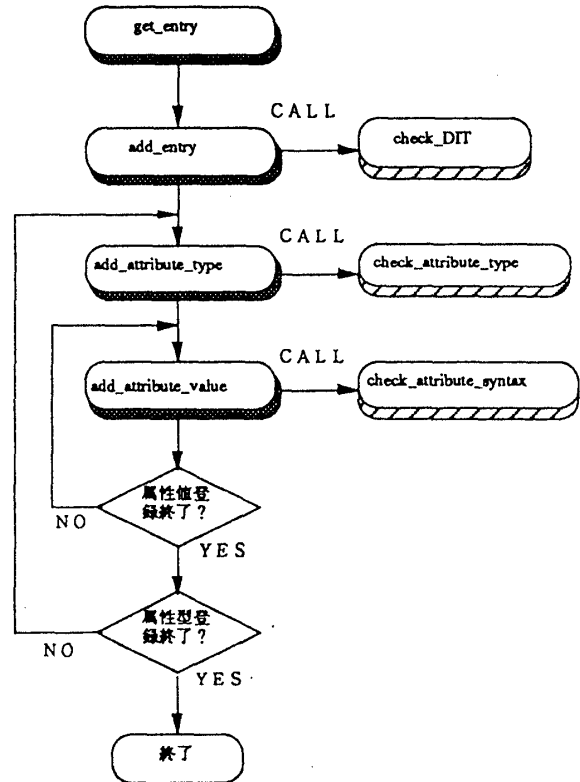 get_entry
CALL
add_entry
check_DIT
CALL
add_attribute_type
check_attribute_type
CALL
add_attribute_value
check_attribute_syntax
属性値登
録終了？
NO
YES
属性型登
録終了？
NO
YES
終了